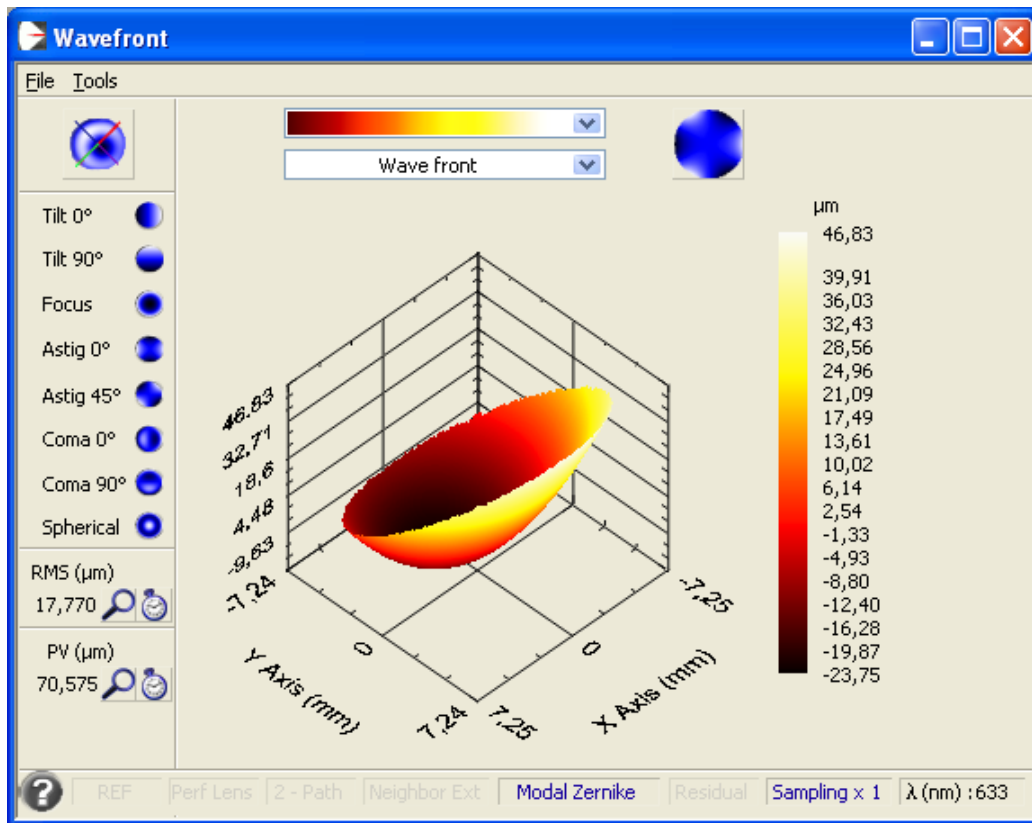 Wavefront
File Tools
Wave front
Tilt 0°
Tilt 90°
Focus
Astig 0°
Astig 45°
Coma 0°
Coma 90°
Spherical
RMS (µm)
17,770
PV (µm)
70,575
46,83
32,71
18,6
4,48
-9,63
-7,24
0
7,24
Y Axis (mm)
7,25
0
-7,25
X Axis (mm)
µm
46,83
39,91
36,03
32,43
28,56
24,96
21,09
17,49
13,61
10,02
6,14
2,54
-1,33
-4,93
-8,80
-12,40
-16,28
-19,87
-23,75
? REF Perf Lens 2 - Path Neighbor Ext Modal Zernike Residual Sampling x 1 λ (nm) :633